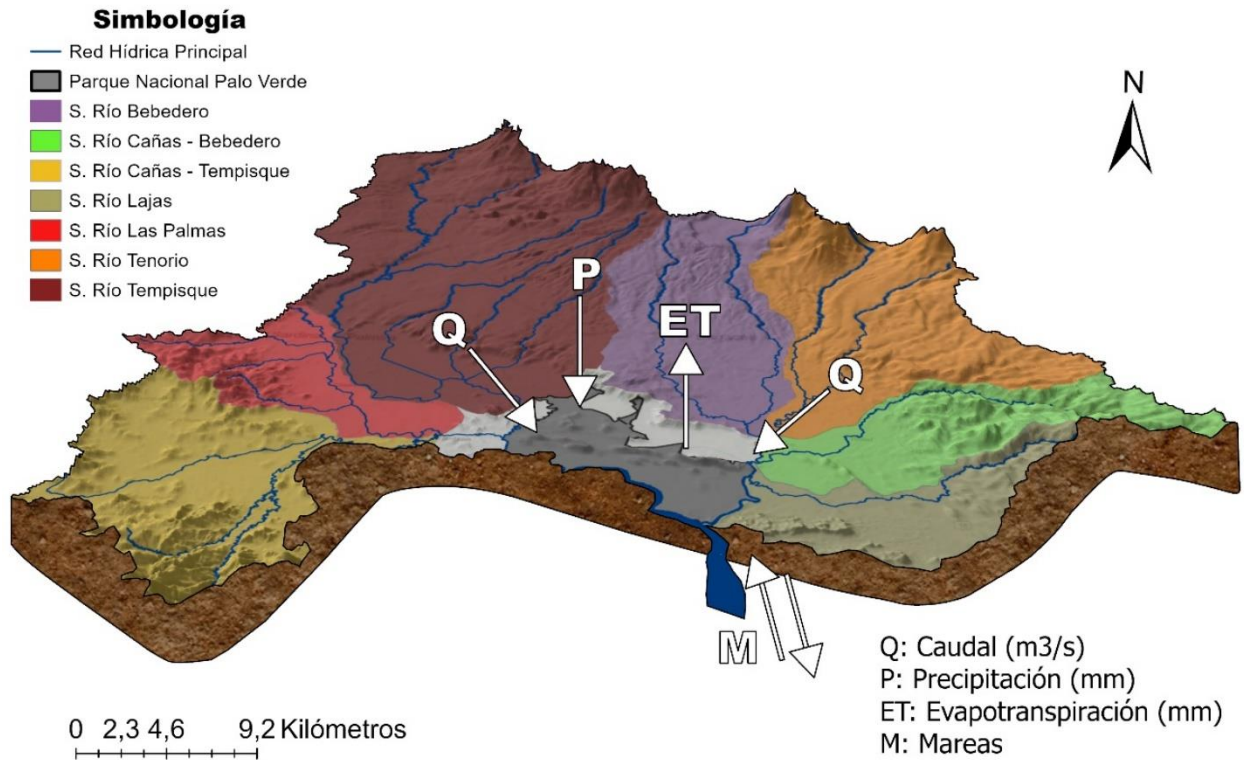 Simbología
Red Hídrica Principal
Parque Nacional Palo Verde
S. Río Bebedero
S. Río Cañas - Bebedero
S. Río Cañas - Tempisque
S. Río Lajas
S. Río Las Palmas
S. Río Tenorio
S. Río Tempisque
N
P
Q
ET
Q
M
Q: Caudal (m3/s)
P: Precipitación (mm)
ET: Evapotranspiración (mm)
M: Mareas
0 2,3 4,6 9,2 Kilómetros